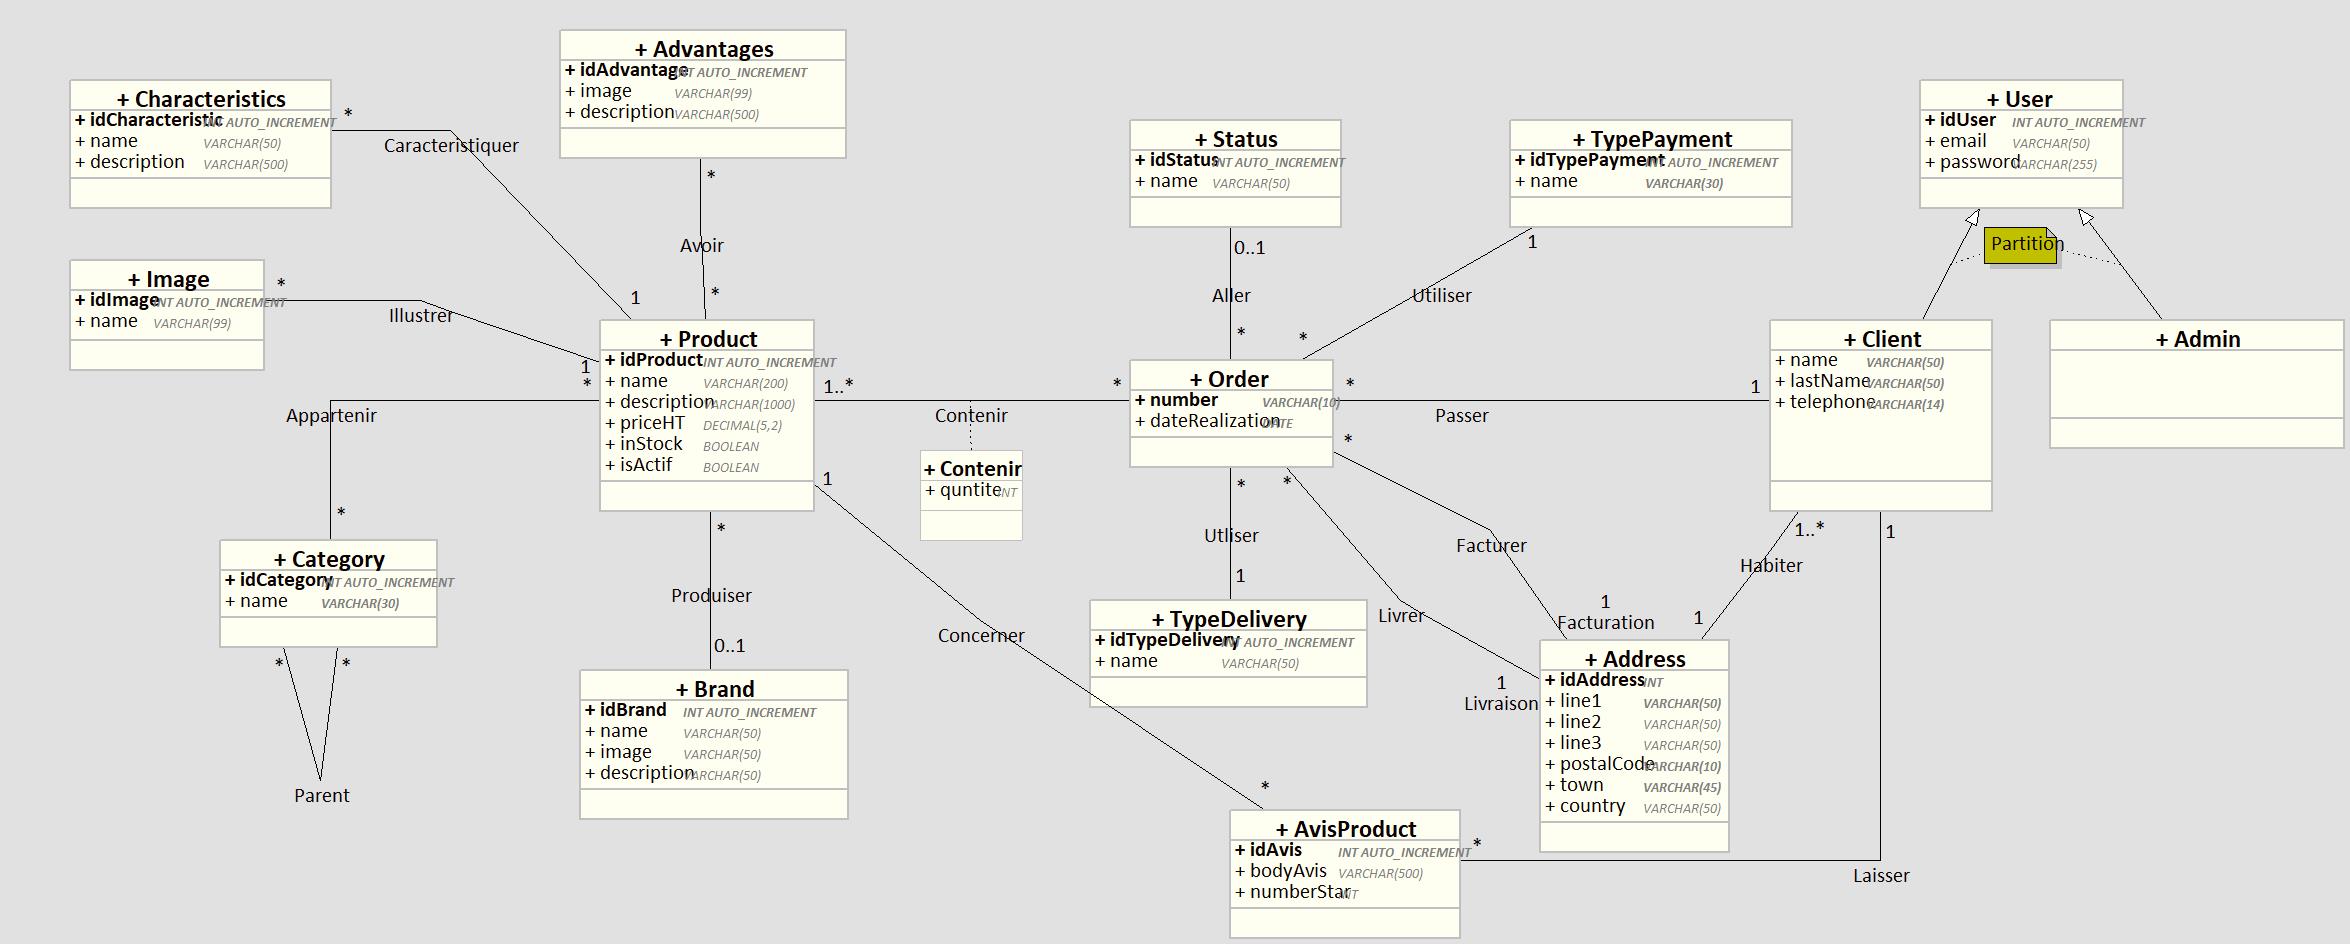 + Advantages
+ idAdvantage INT AUTO_INCREMENT
+ image VARCHAR(99)
+ description VARCHAR(500)
+ Characteristics
+ idCharacteristic INT AUTO_INCREMENT
+ name VARCHAR(50)
+ description VARCHAR(500)
*
Caracteristiquer
1
*
Avoir
*
+ Status
+ idStatus INT AUTO_INCREMENT
+ name VARCHAR(50)
+ TypePayment
+ idTypePayment INT AUTO_INCREMENT
+ name VARCHAR(30)
+ User
+ idUser INT AUTO_INCREMENT
+ email VARCHAR(50)
+ password VARCHAR(255)
Partition
+ Image
+ idImage INT AUTO_INCREMENT
+ name VARCHAR(99)
*
Illustrer
1
0..1
Aller
*
1
Utiliser
*
+ Product
+ idProduct INT AUTO_INCREMENT
+ name VARCHAR(200)
+ description VARCHAR(1000)
+ priceHT DECIMAL(5,2)
+ inStock BOOLEAN
+ isActif BOOLEAN
*
Appartenir
*
1..*
Contenir
*
+ Contenir
+ quntite INT
+ Order
+ number VARCHAR(10)
+ dateRealization DATE
*
Passer
1
+ Client
+ name VARCHAR(50)
+ lastName VARCHAR(50)
+ telephone VARCHAR(14)
+ Admin
+ Category
+ idCategory INT AUTO_INCREMENT
+ name VARCHAR(30)
*
*
Parent
*
Produiser
0..1
+ Brand
+ idBrand INT AUTO_INCREMENT
+ name VARCHAR(50)
+ image VARCHAR(50)
+ description VARCHAR(50)
1
Concerner
*
*
Utliser
1
+ TypeDelivery
+ idTypeDelivery INT AUTO_INCREMENT
+ name VARCHAR(50)
*
Facturer
1
Facturation
*
Livrer
1
Livraison
1..*
Habiter
1
+ Address
+ idAddress INT
+ line1 VARCHAR(50)
+ line2 VARCHAR(50)
+ line3 VARCHAR(50)
+ postalCode VARCHAR(10)
+ town VARCHAR(45)
+ country VARCHAR(50)
+ AvisProduct
+ idAvis INT AUTO_INCREMENT
+ bodyAvis VARCHAR(500)
+ numberStar INT
*
1
Laisser